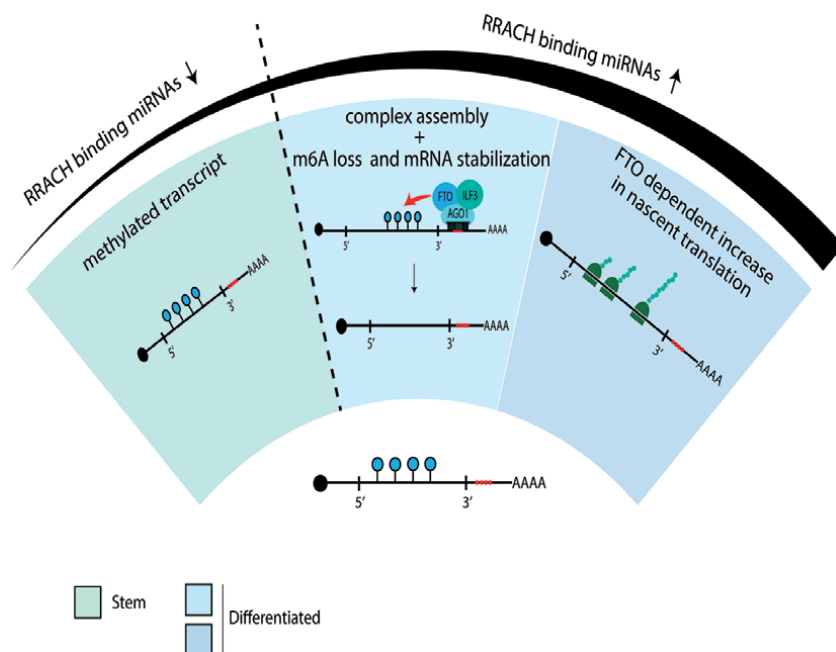 RRACH binding miRNAs ↓
RRACH binding miRNAs ↑
methylated transcript
5'
3'
AAAA
complex assembly
+
m6A loss and mRNA stabilization
FTO
ILF3
AGO1
5'
3'
AAAA
5'
3'
AAAA
FTO dependent increase
in nascent translation
5'
3'
AAAA
5'
3'
AAAA
Stem
Differentiated